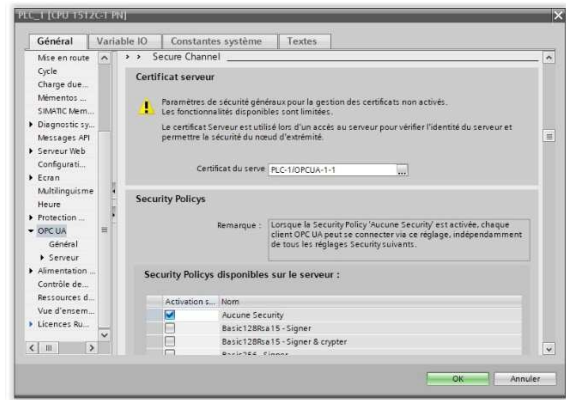 PLC_1 [CPU 1512C-1 PN]
Général
Variable IO
Constantes système
Textes
Mise en route
Cycle
Charge due...
Mémentos ...
SIMATIC Mem...
Diagnostic sy...
Messages API
Serveur Web
Configurati...
Ecran
Multilinguisme
Heure
Protection ...
OPC UA
Général
Serveur
Alimentation ...
Contrôle de...
Ressources d...
Vue d'ensem...
Licences Ru...
> > Secure Channel
Certificat serveur
Paramètres de sécurité généraux pour la gestion des certificats non activés.
Les fonctionnalités disponibles sont limitées.
Le certificat Serveur est utilisé lors d'un accès au serveur pour vérifier l'identité du serveur et
permettre la sécurité du nœud d'extrémité.
Certificat du serve PLC-1/OPCUA-1-1 ...
Security Policys
Remarque : Lorsque la Security Policy 'Aucune Security' est activée, chaque
client OPC UA peut se connecter via ce réglage, indépendamment
de tous les réglages Security suivants.
Security Policys disponibles sur le serveur :
Activation s... Nom
Aucune Security
Basic128Rsa15 - Signer
Basic128Rsa15 - Signer & crypter
Basic256 - Signer
OK
Annuler